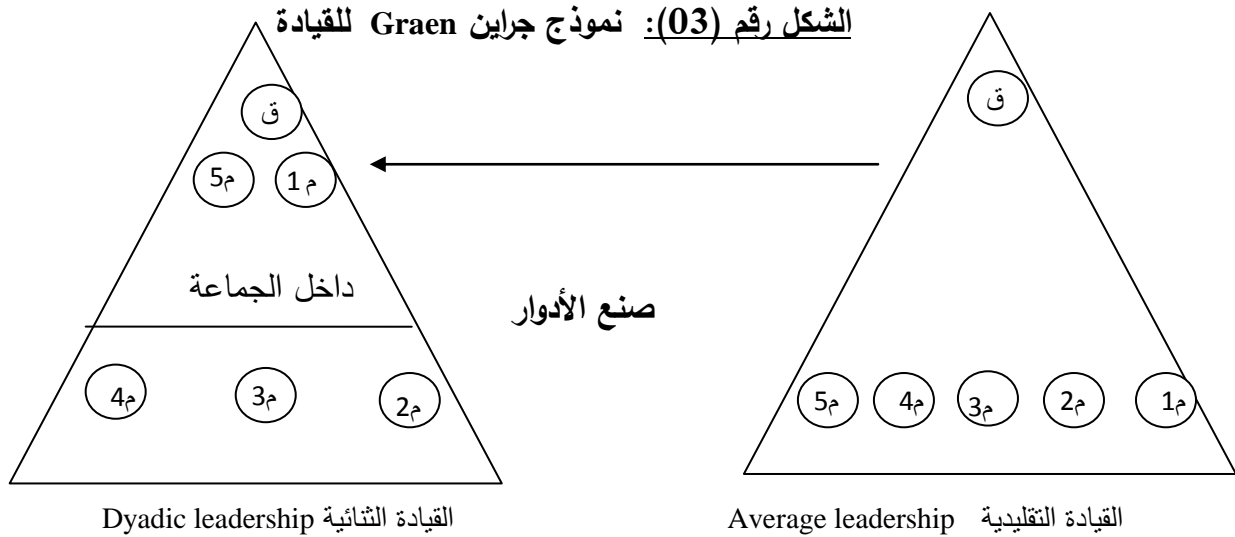 الشكل رقم (03): نموذج جراين Graen للقيادة
ق
ق
م5
م1
داخل الجماعة
صنع الأدوار
م4
م3
م2
م5
م4
م3
م2
م1
القيادة الثنائية Dyadic leadership
القيادة التقليدية Average leadership